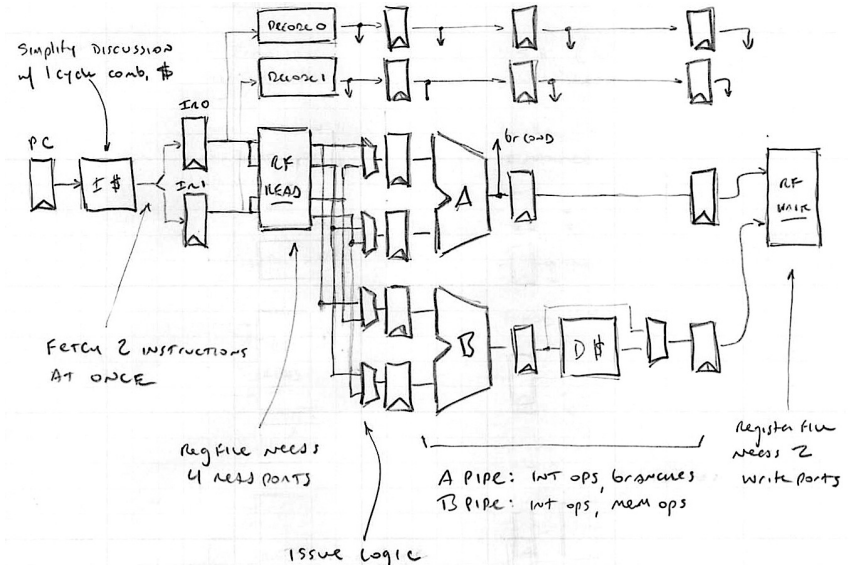 Simplify Discussion
w/ 1 cycle comb. $
PC
I $
IR0
IR1
Decode 0
Decode 1
RF
READ
A
br cond
B
D $
RF
Write
Fetch 2 instructions
At once
Regfile needs
4 read ports
Issue Logic
A pipe: Int ops, branches
B pipe: Int ops, mem ops
Register file
needs 2
write ports